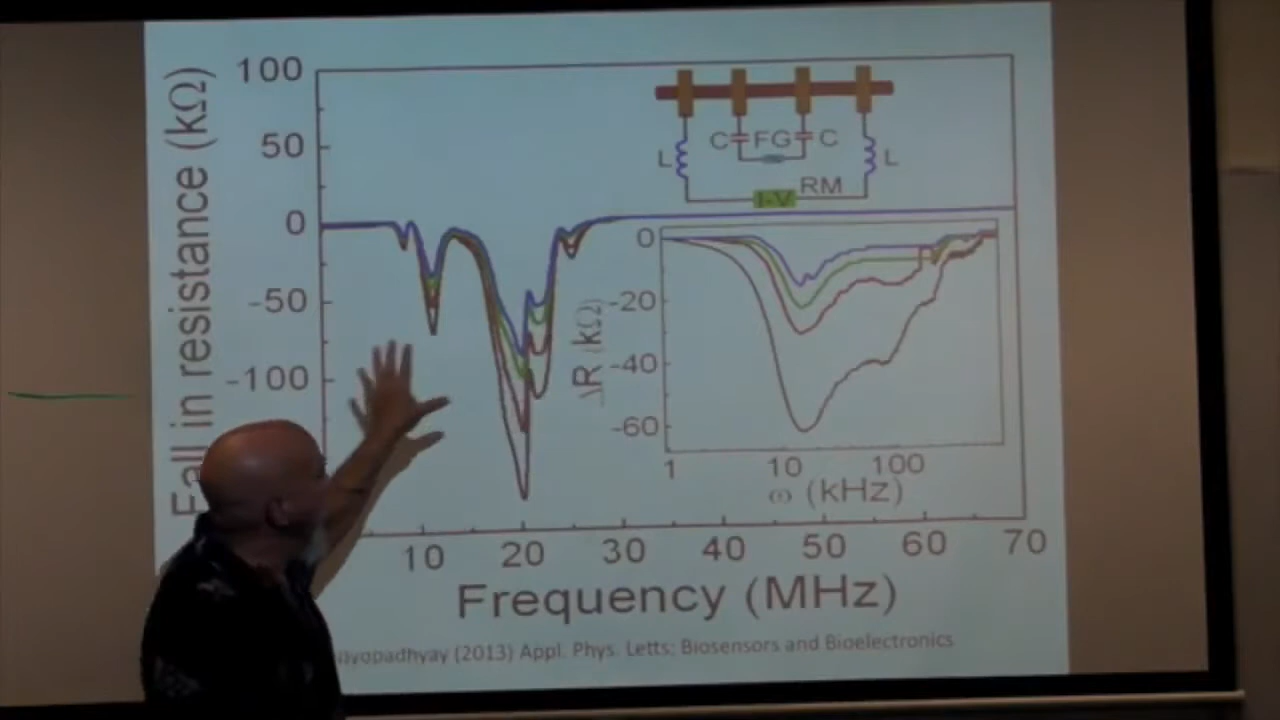 Fall in resistance (kΩ)
100
50
0
-50
-100
10 20 30 40 50 60 70
Frequency (MHz)
C FG C
L L
I-V RM
ΔR (kΩ)
0
-20
-40
-60
1 10 100
ω (kHz)
(2013) Appl. Phys. Letts; Biosensors and Bioelectronics